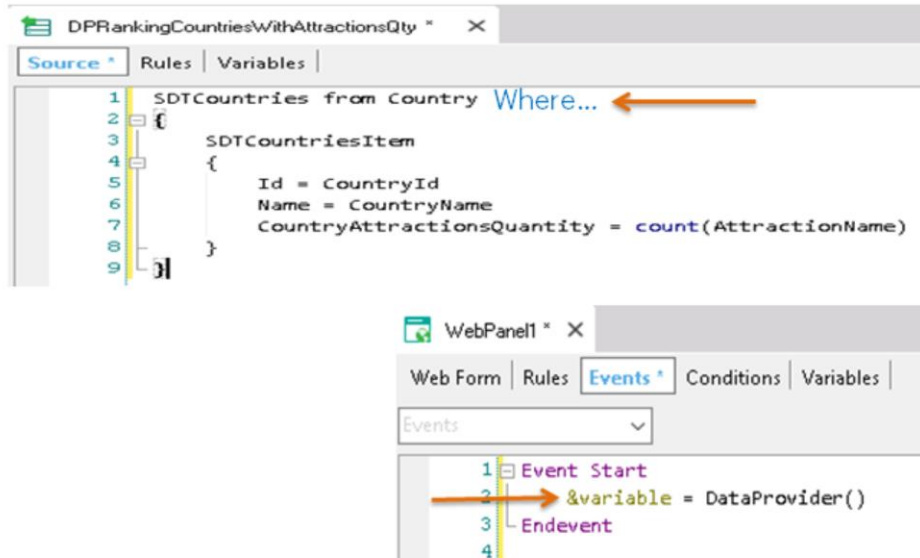 DPRankingCountriesWithAttractionsQty * ×
Source * Rules Variables
1 SDTCountries from Country Where...
2 {
3 SDTCountriesItem
4 {
5 Id = CountryId
6 Name = CountryName
7 CountryAttractionsQuantity = count(AttractionName)
8 }
9 }
WebPanel1 * ×
Web Form Rules Events * Conditions Variables
Events
1 Event Start
2 &variable = DataProvider()
3 Endevent
4